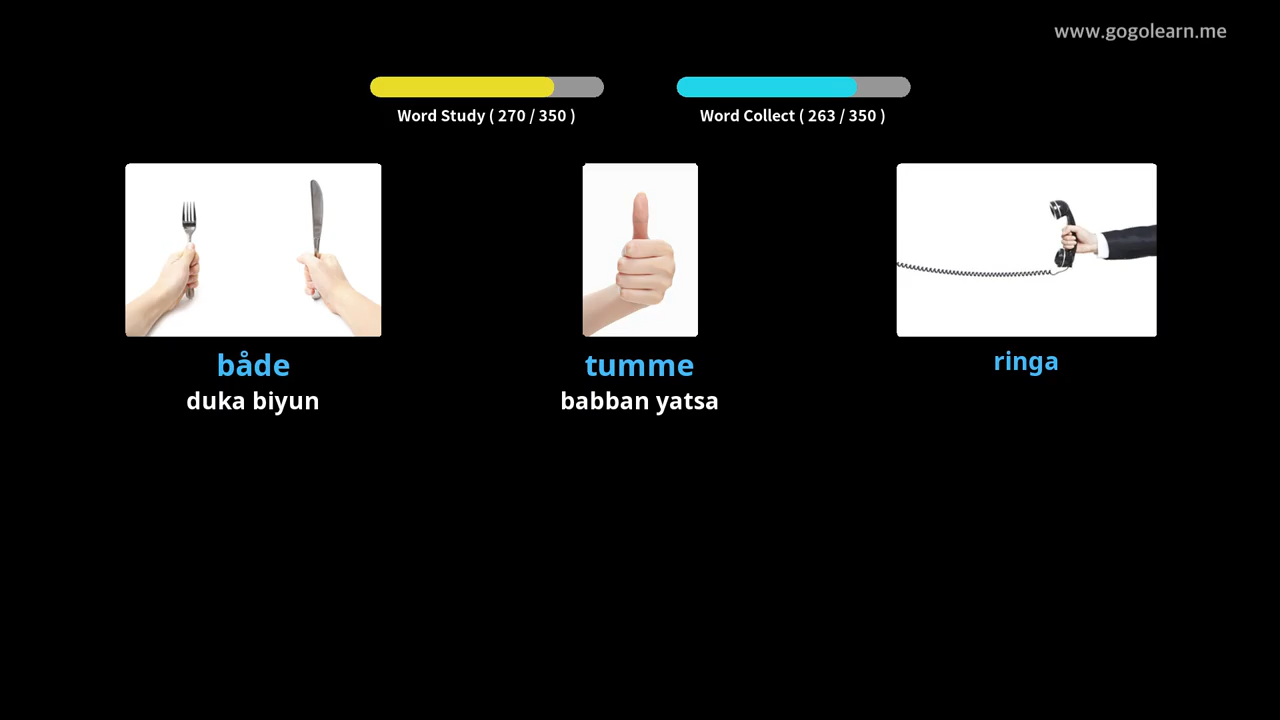 www.gogolearn.me
Word Study ( 270 / 350 )
Word Collect ( 263 / 350 )
både
tumme
ringa
duka biyun
babban yatsa